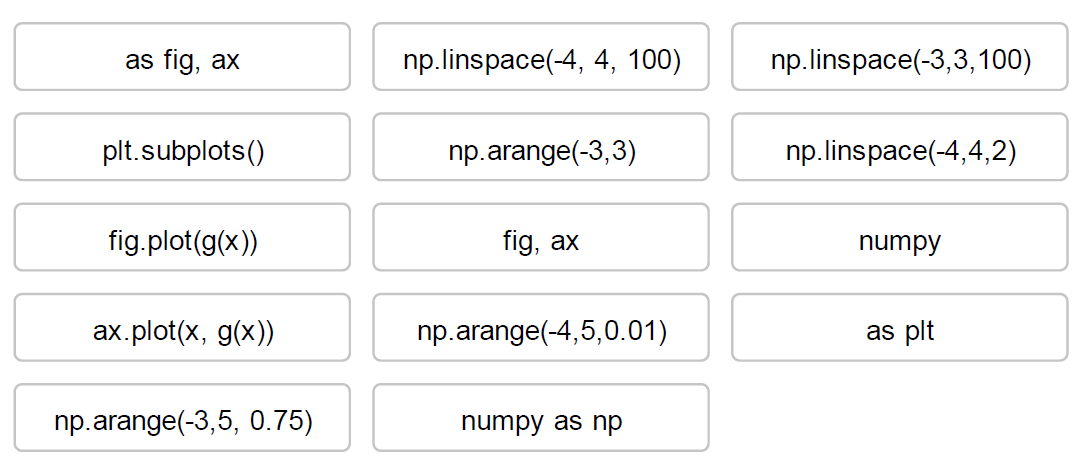 as fig, ax
np.linspace(-4, 4, 100)
np.linspace(-3,3,100)
plt.subplots()
np.arange(-3,3)
np.linspace(-4,4,2)
fig.plot(g(x))
fig, ax
numpy
ax.plot(x, g(x))
np.arange(-4,5,0.01)
as plt
np.arange(-3,5, 0.75)
numpy as np